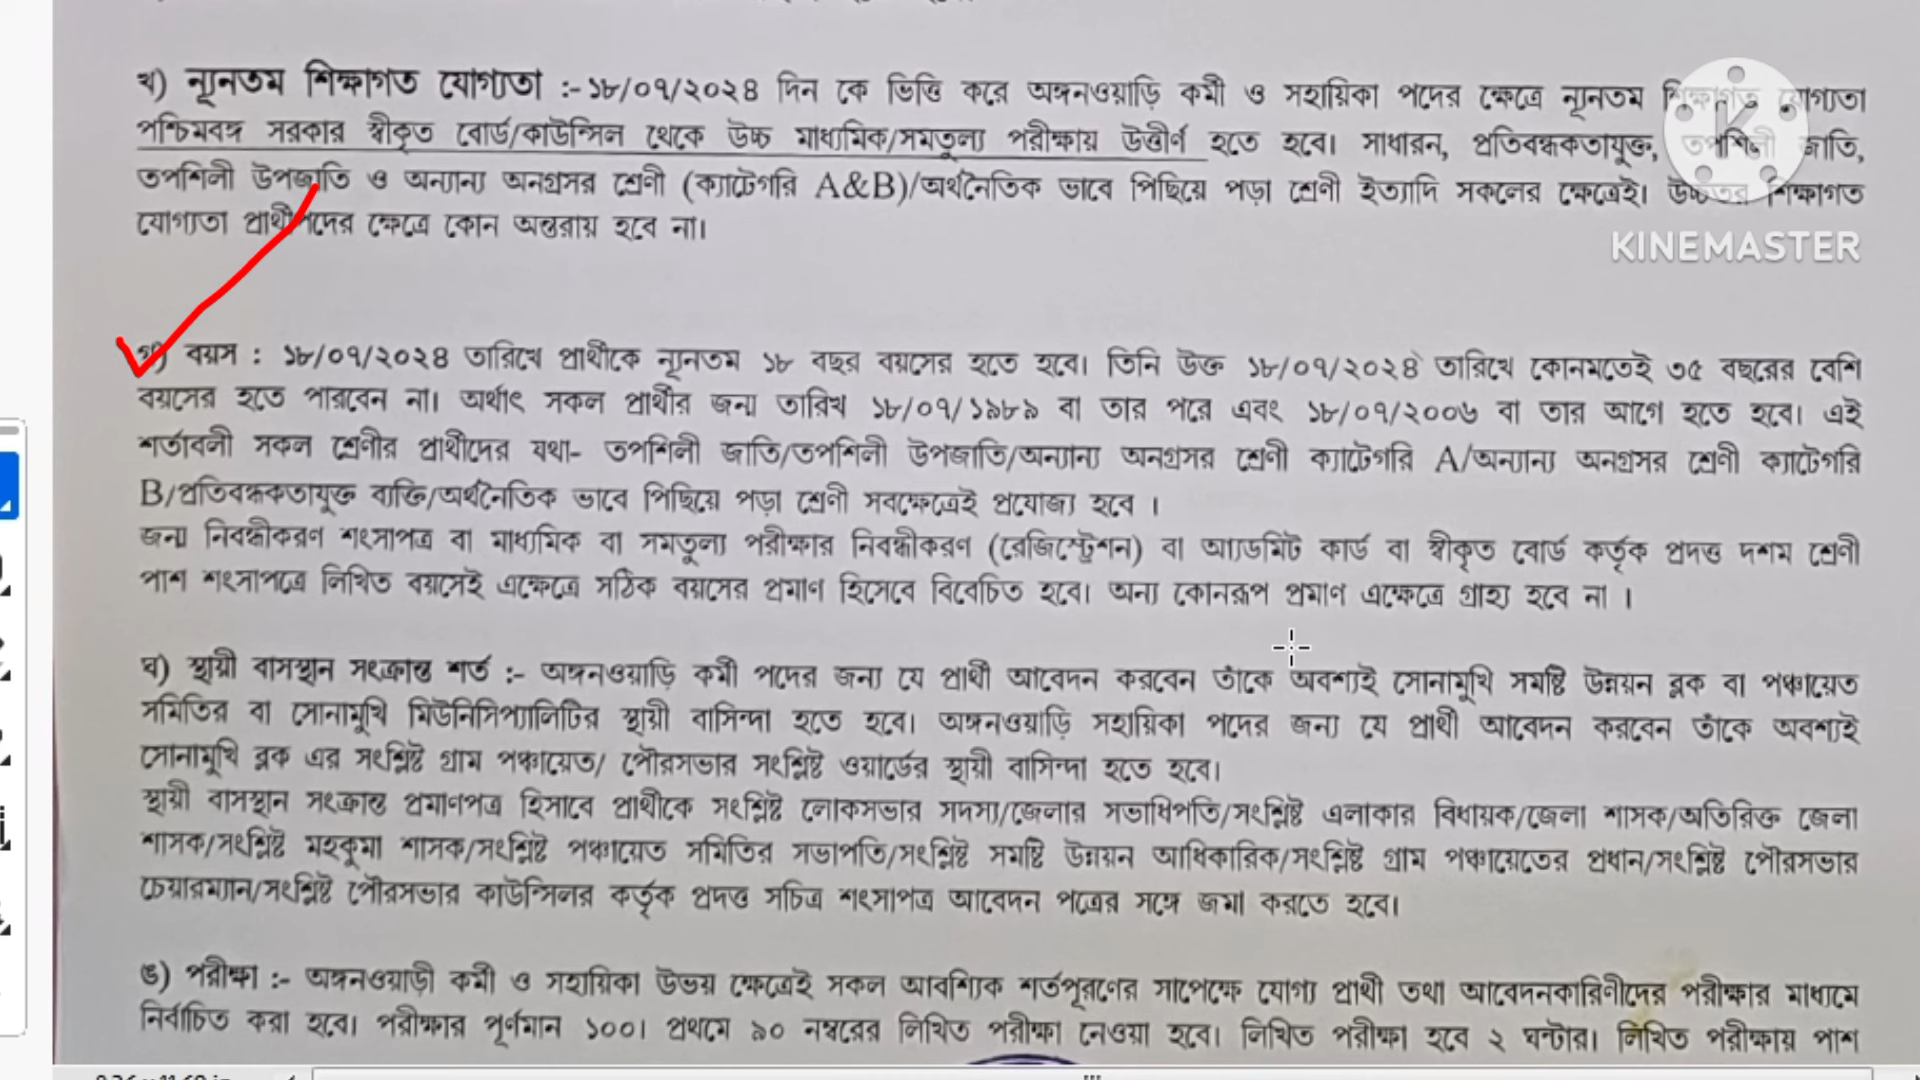 খ) ন্যূনতম শিক্ষাগত যোগ্যতা :- ১৮/০৭/২০২৪ দিন কে ভিত্তি করে অঙ্গনওয়াড়ি কর্মী ও সহায়িকা পদের ক্ষেত্রে ন্যূনতম শিক্ষাগত যোগ্যতা
পশ্চিমবঙ্গ সরকার স্বীকৃত বোর্ড/কাউন্সিল থেকে উচ্চ মাধ্যমিক/সমতুল্য পরীক্ষায় উত্তীর্ণ হতে হবে। সাধারন, প্রতিবন্ধকতাযুক্ত, তপশিলী জাতি,
তপশিলী উপজাতি ও অন্যান্য অনগ্রসর শ্রেণী (ক্যাটেগরি A&B)/অর্থনৈতিক ভাবে পিছিয়ে পড়া শ্রেণী ইত্যাদি সকলের ক্ষেত্রেই। উচ্চতর শিক্ষাগত
যোগ্যতা প্রার্থীপদের ক্ষেত্রে কোন অন্তরায় হবে না।
KINEMASTER
গ) বয়স : ১৮/০৭/২০২৪ তারিখে প্রার্থীকে ন্যূনতম ১৮ বছর বয়সের হতে হবে। তিনি উক্ত ১৮/০৭/২০২৪ তারিখে কোনমতেই ৩৫ বছরের বেশি
বয়সের হতে পারবেন না। অর্থাৎ সকল প্রার্থীর জন্য তারিখ ১৮/০৭/১৯৮৯ বা তার পরে এবং ১৮/০৭/২০০৬ বা তার আগে হতে হবে। এই
শর্তাবলী সকল শ্রেণীর প্রার্থীদের যথা- তপশিলী জাতি/তপশিলী উপজাতি/অন্যান্য অনগ্রসর শ্রেণী ক্যাটেগরি A/অন্যান্য অনগ্রসর শ্রেণী ক্যাটেগরি
B/প্রতিবন্ধকতাযুক্ত ব্যক্তি/অর্থনৈতিক ভাবে পিছিয়ে পড়া শ্রেণী সবক্ষেত্রেই প্রযোজ্য হবে ।
জন্ম নিবন্ধীকরণ শংসাপত্র বা মাধ্যমিক বা সমতুল্য পরীক্ষার নিবন্ধীকরণ (রেজিস্ট্রেশন) বা অ্যাডমিট কার্ড বা স্বীকৃত বোর্ড কর্তৃক প্রদত্ত দশম শ্রেণী
পাশ শংসাপত্রে লিখিত বয়সেই এক্ষেত্রে সঠিক বয়সের প্রমাণ হিসেবে বিবেচিত হবে। অন্য কোনরূপ প্রমাণ এক্ষেত্রে গ্রাহ্য হবে না ।
ঘ) স্থায়ী বাসস্থান সংক্রান্ত শর্ত :- অঙ্গনওয়াড়ি কর্মী পদের জন্য যে প্রার্থী আবেদন করবেন তাঁকে অবশ্যই সোনামুখি সমষ্টি উন্নয়ন ব্লক বা পঞ্চায়েত
সমিতির বা সোনামুখি মিউনিসিপ্যালিটির স্থায়ী বাসিন্দা হতে হবে। অঙ্গনওয়াড়ি সহায়িকা পদের জন্য যে প্রার্থী আবেদন করবেন তাঁকে অবশ্যই
সোনামুখি ব্লক এর সংশ্লিষ্ট গ্রাম পঞ্চায়েত/ পৌরসভার সংশ্লিষ্ট ওয়ার্ডের স্থায়ী বাসিন্দা হতে হবে।
স্থায়ী বাসস্থান সংক্রান্ত প্রমাণপত্র হিসাবে প্রার্থীকে সংশ্লিষ্ট লোকসভার সদস্য/জেলার সভাধিপতি/সংশ্লিষ্ট এলাকার বিধায়ক/জেলা শাসক/অতিরিক্ত জেলা
শাসক/সংশ্লিষ্ট মহকুমা শাসক/সংশ্লিষ্ট পঞ্চায়েত সমিতির সভাপতি/সংশ্লিষ্ট সমষ্টি উন্নয়ন আধিকারিক/সংশ্লিষ্ট গ্রাম পঞ্চায়েতের প্রধান/সংশ্লিষ্ট পৌরসভার
চেয়ারম্যান/সংশ্লিষ্ট পৌরসভার কাউন্সিলর কর্তৃক প্রদত্ত সচিত্র শংসাপত্র আবেদন পত্রের সঙ্গে জমা করতে হবে।
ঙ) পরীক্ষা :- অঙ্গনওয়াড়ী কর্মী ও সহায়িকা উভয় ক্ষেত্রেই সকল আবশ্যিক শর্তপূরণের সাপেক্ষে যোগ্য প্রার্থী তথা আবেদনকারিণীদের পরীক্ষার মাধ্যমে
নির্বাচিত করা হবে। পরীক্ষার পূর্ণমান ১০০। প্রথমে ৯০ নম্বরের লিখিত পরীক্ষা নেওয়া হবে। লিখিত পরীক্ষা হবে ২ ঘন্টার। লিখিত পরীক্ষায় পাশ